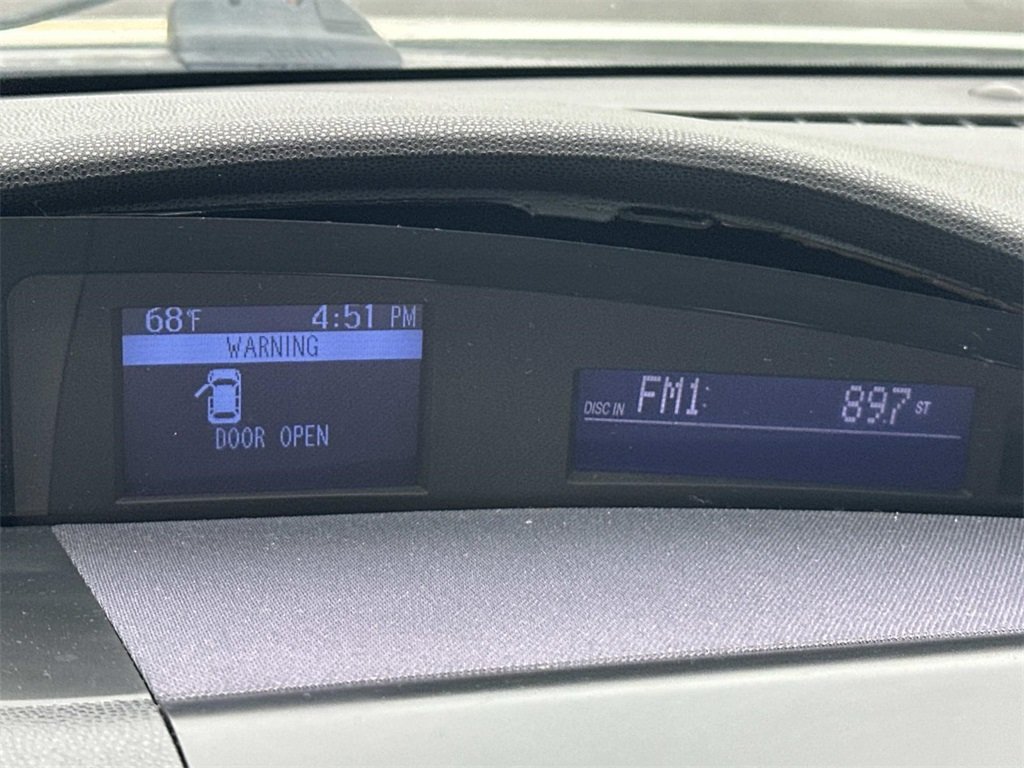 68°F 4:51 PM
WARNING
DOOR OPEN
DISC IN FM1: 89.7 ST